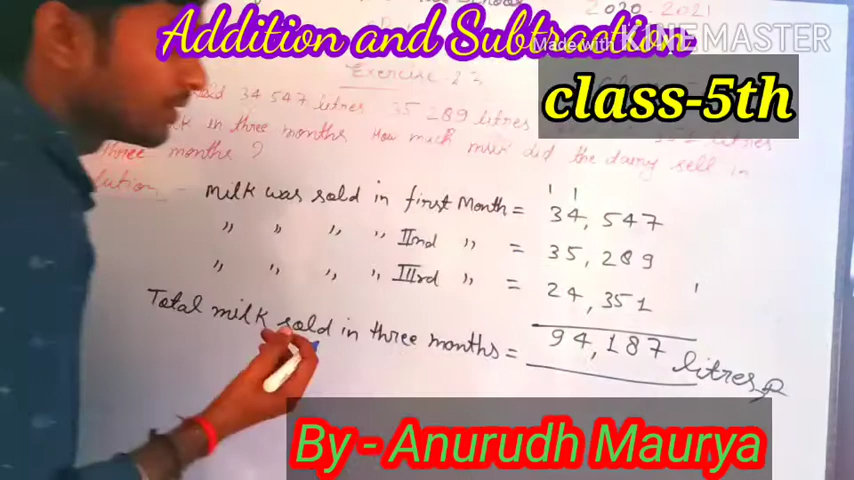 School 2020-2021
Addition and Subtraction
Made with KINEMASTER
Exercise - 2.3
class-5th
sold 34 547 litres 35 289 litres litres
in three months How much milk did the dairy sell in
three months ?
Solution
Milk was sold in first Month = 34,547
" " " " IInd " = 35,289
" " " " IIIrd " = 24,351
Total milk sold in three months = 94,187 litres
By - Anurudh Maurya